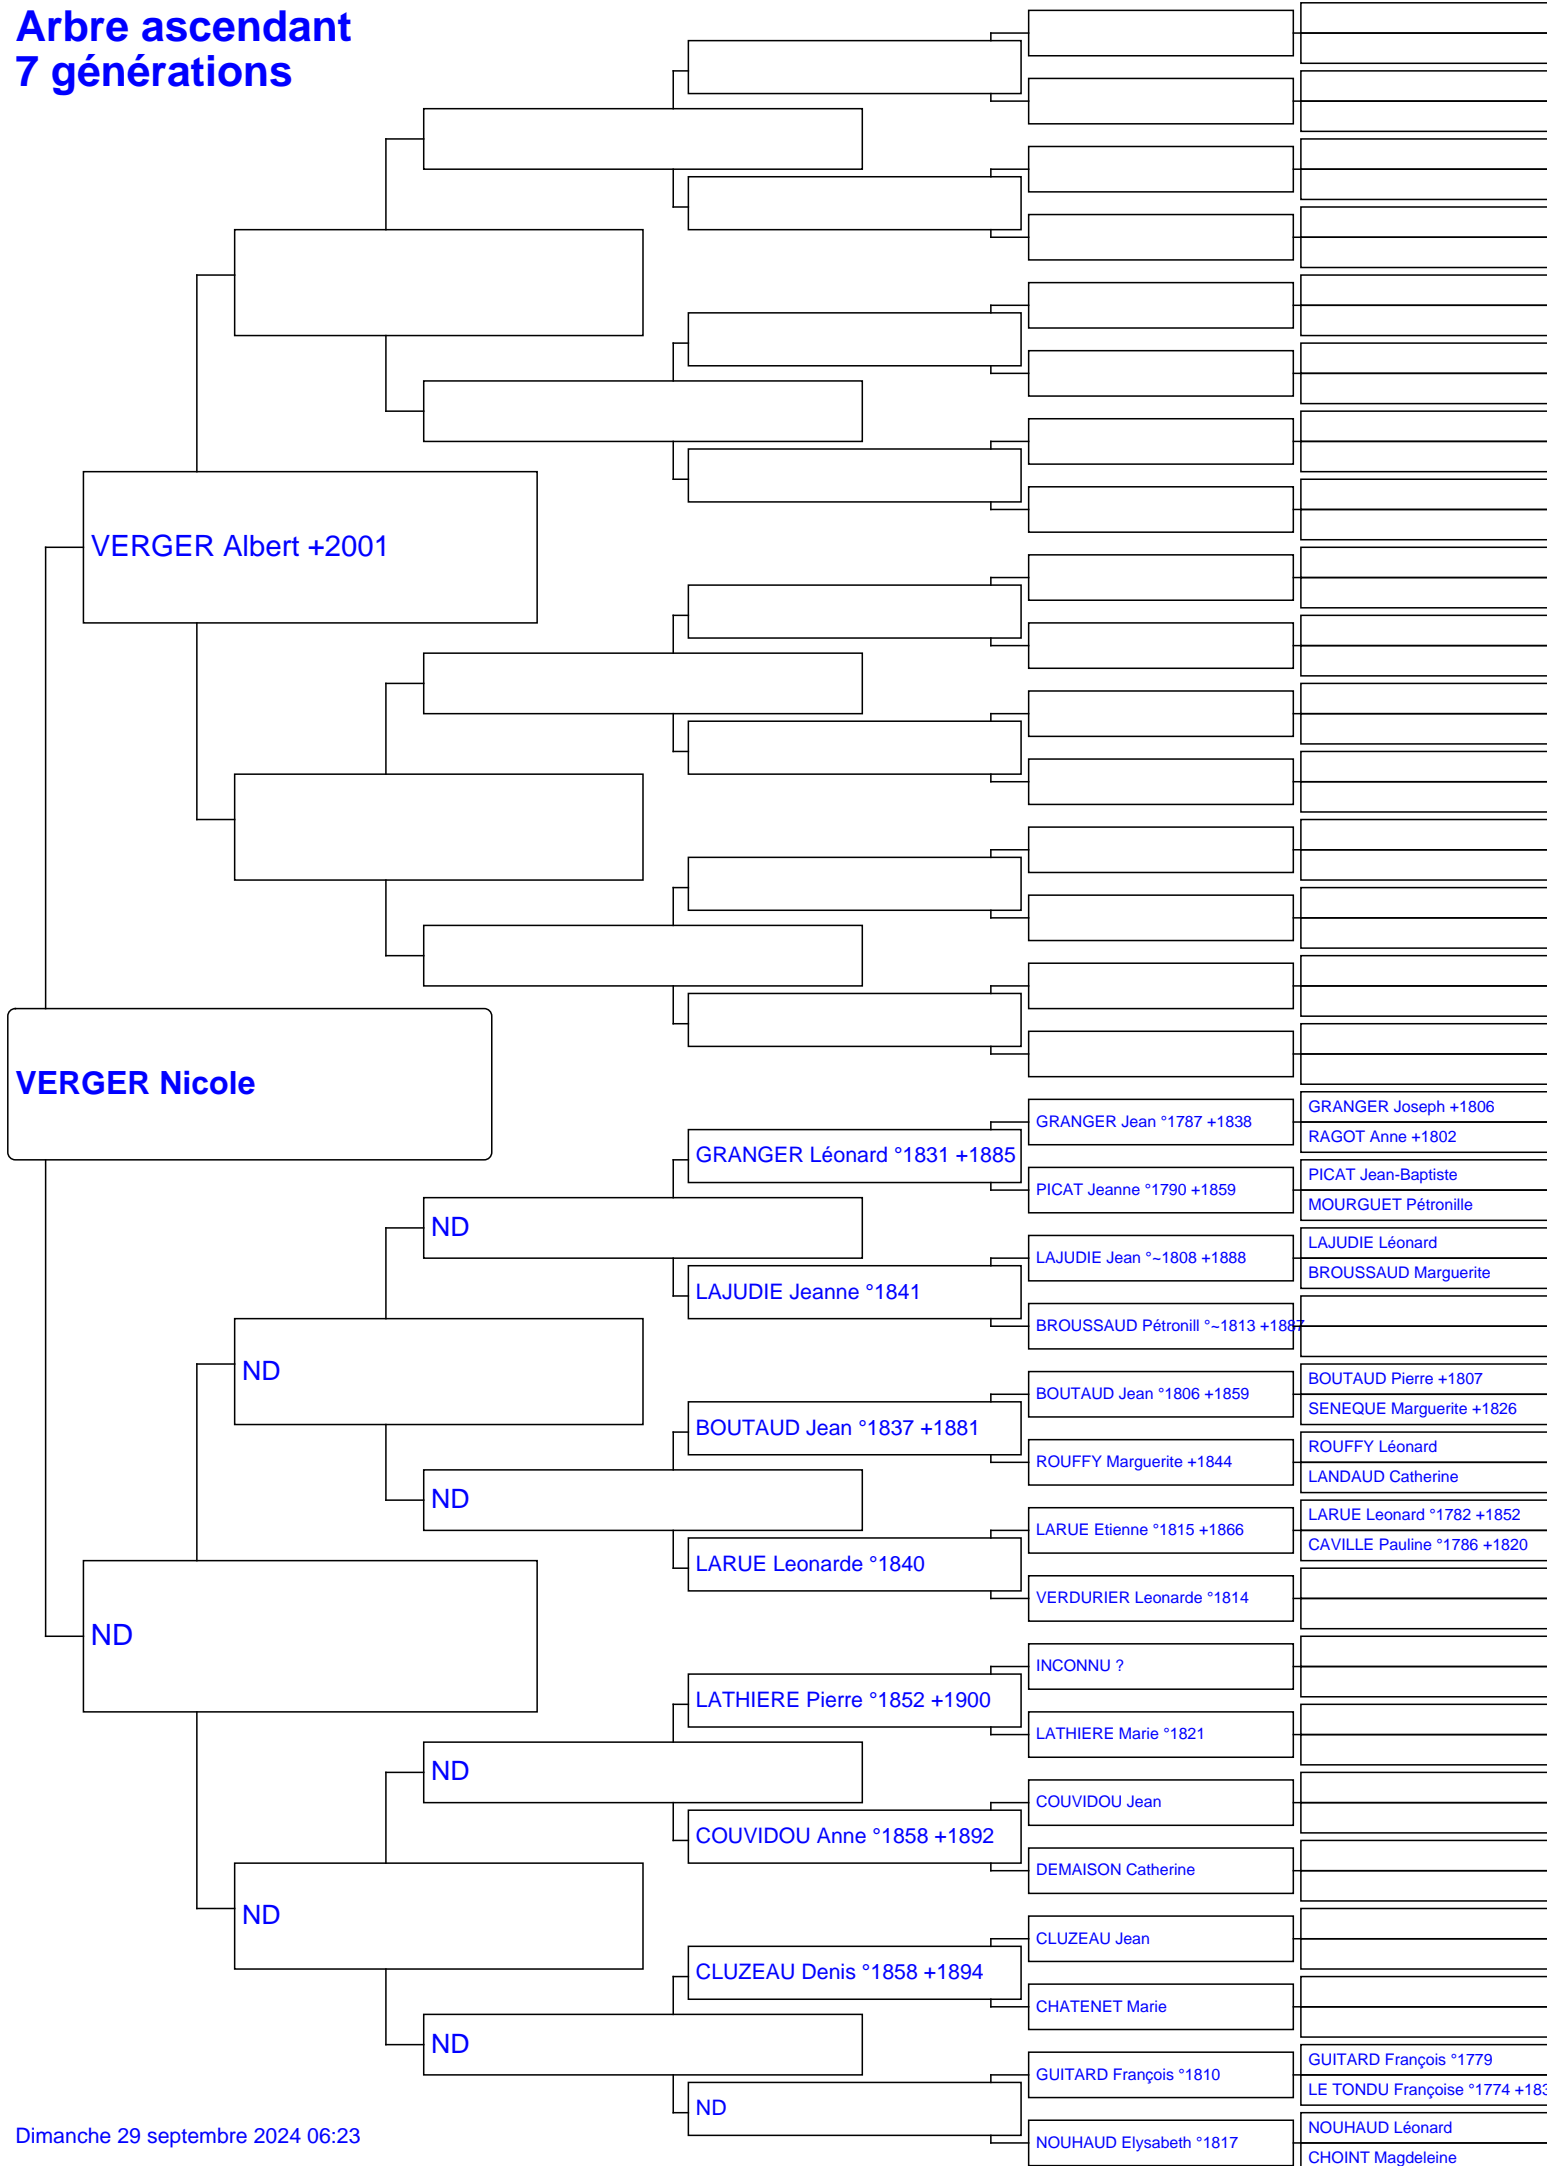 Arbre ascendant
7 générations
VERGER Albert +2001
VERGER Nicole
GRANGER Joseph +1806
GRANGER Jean °1787 +1838
RAGOT Anne +1802
GRANGER Léonard °1831 +1885
PICAT Jean-Baptiste
PICAT Jeanne °1790 +1859
MOURGUET Pétronille
ND
LAJUDIE Léonard
LAJUDIE Jean °~1808 +1888
BROUSSAUD Marguerite
LAJUDIE Jeanne °1841
BROUSSAUD Pétronill °~1813 +1887
ND
BOUTAUD Pierre +1807
BOUTAUD Jean °1806 +1859
SENEQUE Marguerite +1826
BOUTAUD Jean °1837 +1881
ROUFFY Léonard
ROUFFY Marguerite +1844
LANDAUD Catherine
ND
LARUE Leonard °1782 +1852
LARUE Etienne °1815 +1866
CAVILLE Pauline °1786 +1820
LARUE Leonarde °1840
VERDURIER Leonarde °1814
ND
INCONNU ?
LATHIERE Pierre °1852 +1900
LATHIERE Marie °1821
ND
COUVIDOU Jean
COUVIDOU Anne °1858 +1892
DEMAISON Catherine
ND
CLUZEAU Jean
CLUZEAU Denis °1858 +1894
CHATENET Marie
ND
GUITARD François °1779
GUITARD François °1810
LE TONDU Françoise °1774 +183
ND
NOUHAUD Léonard
NOUHAUD Elysabeth °1817
CHOINT Magdeleine
Dimanche 29 septembre 2024 06:23